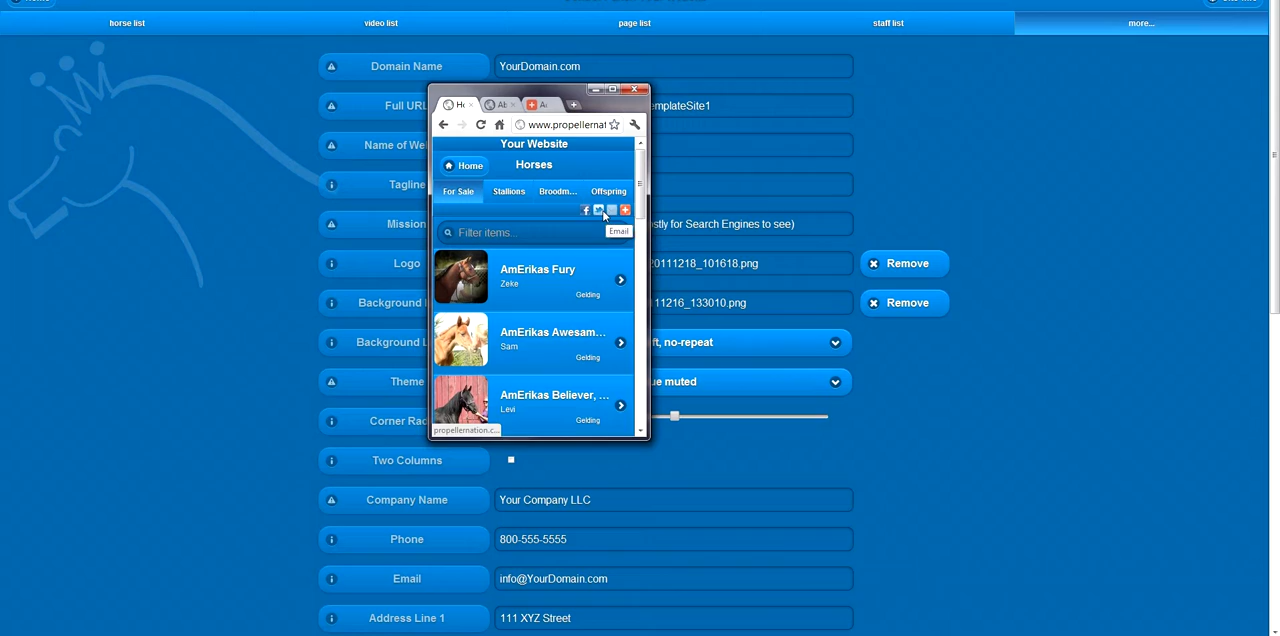 horse list
video list
page list
staff list
more...
Domain Name
YourDomain.com
Full URL
emplateSite1
Name of We
Tagline
Mission
stly for Search Engines to see)
Logo
20111218_101618.png
Remove
Background
11216_133010.png
Remove
Background
ft, no-repeat
Theme
ue muted
Corner Rad
Two Columns
Company Name
Your Company LLC
Phone
800-555-5555
Email
info@YourDomain.com
Address Line 1
111 XYZ Street
Ho
Ab
www.propellernat
Your Website
Home
Horses
For Sale
Stallions
Broodm...
Offspring
Email
Filter items...
AmErikas Fury
Zeke
Gelding
AmErikas Awesam...
Sam
Gelding
AmErikas Believer, ...
Levi
Gelding
propellernation.c...